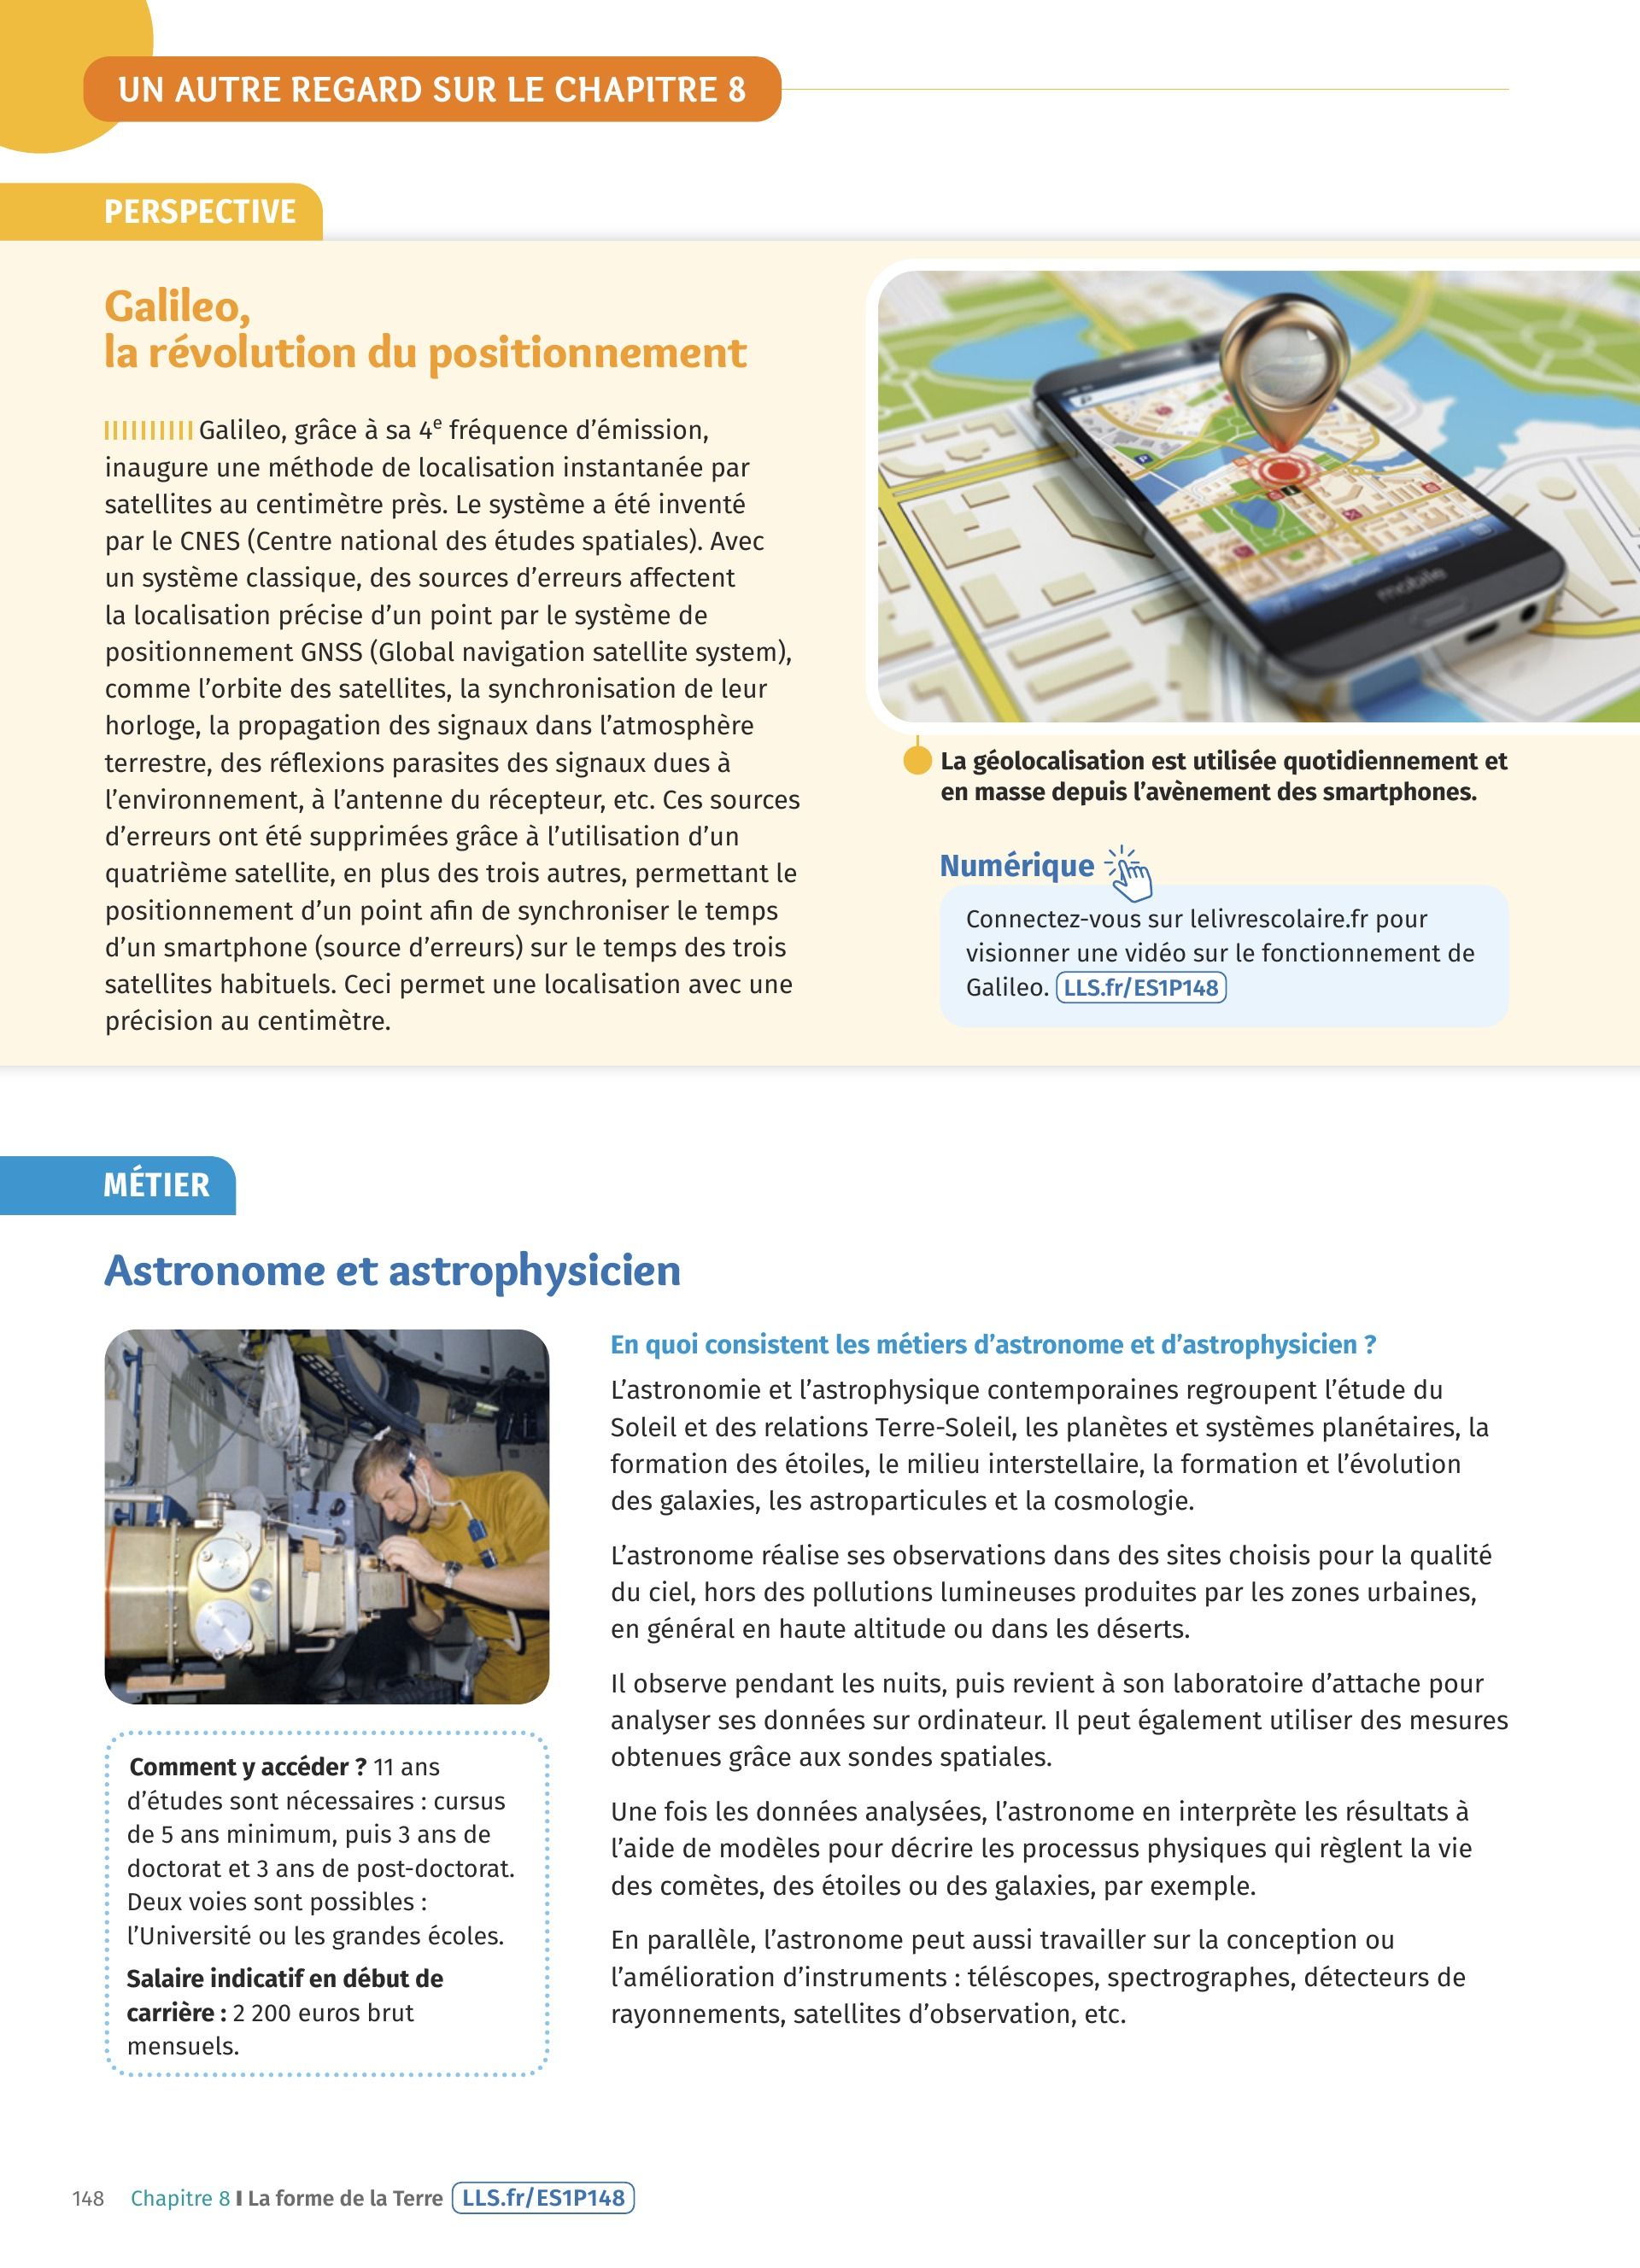 UN AUTRE REGARD SUR LE CHAPITRE 8
PERSPECTIVE
Galileo,
la révolution du positionnement
Galileo, grâce à sa 4e fréquence d’émission,
inaugure une méthode de localisation instantanée par
satellites au centimètre près. Le système a été inventé
par le CNES (Centre national des études spatiales). Avec
un système classique, des sources d’erreurs affectent
la localisation précise d’un point par le système de
positionnement GNSS (Global navigation satellite system),
comme l’orbite des satellites, la synchronisation de leur
horloge, la propagation des signaux dans l’atmosphère
terrestre, des réflexions parasites des signaux dues à
l’environnement, à l’antenne du récepteur, etc. Ces sources
d’erreurs ont été supprimées grâce à l’utilisation d’un
quatrième satellite, en plus des trois autres, permettant le
positionnement d’un point afin de synchroniser le temps
d’un smartphone (source d’erreurs) sur le temps des trois
satellites habituels. Ceci permet une localisation avec une
précision au centimètre.
mobile
La géolocalisation est utilisée quotidiennement et
en masse depuis l’avènement des smartphones.
Numérique
Connectez-vous sur lelivrescolaire.fr pour
visionner une vidéo sur le fonctionnement de
Galileo. LLS.fr/ES1P148
MÉTIER
Astronome et astrophysicien
Comment y accéder ? 11 ans
d’études sont nécessaires : cursus
de 5 ans minimum, puis 3 ans de
doctorat et 3 ans de post-doctorat.
Deux voies sont possibles :
l’Université ou les grandes écoles.
Salaire indicatif en début de
carrière : 2 200 euros brut
mensuels.
En quoi consistent les métiers d’astronome et d’astrophysicien ?
L’astronomie et l’astrophysique contemporaines regroupent l’étude du
Soleil et des relations Terre-Soleil, les planètes et systèmes planétaires, la
formation des étoiles, le milieu interstellaire, la formation et l’évolution
des galaxies, les astroparticules et la cosmologie.
L’astronome réalise ses observations dans des sites choisis pour la qualité
du ciel, hors des pollutions lumineuses produites par les zones urbaines,
en général en haute altitude ou dans les déserts.
Il observe pendant les nuits, puis revient à son laboratoire d’attache pour
analyser ses données sur ordinateur. Il peut également utiliser des mesures
obtenues grâce aux sondes spatiales.
Une fois les données analysées, l’astronome en interprète les résultats à
l’aide de modèles pour décrire les processus physiques qui règlent la vie
des comètes, des étoiles ou des galaxies, par exemple.
En parallèle, l’astronome peut aussi travailler sur la conception ou
l’amélioration d’instruments : téléscopes, spectrographes, détecteurs de
rayonnements, satellites d’observation, etc.
148 Chapitre 8 I La forme de la Terre LLS.fr/ES1P148